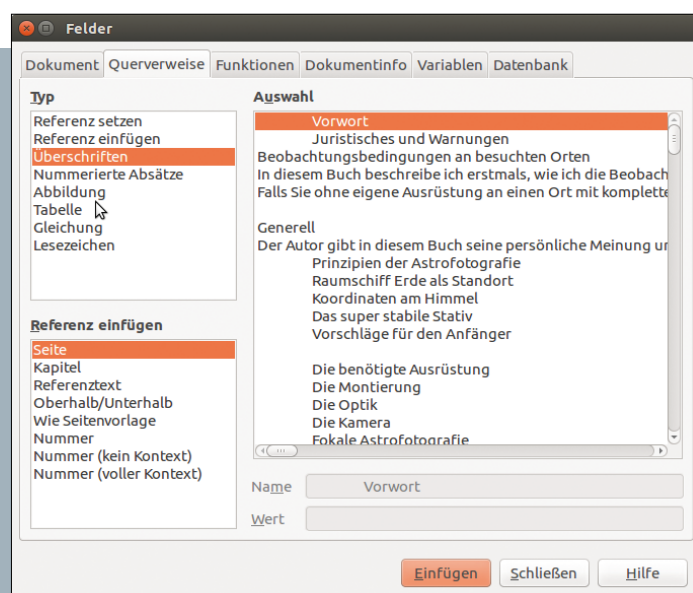 Felder
Dokument Querverweise Funktionen Dokumentinfo Variablen Datenbank
Typ
Referenz setzen
Referenz einfügen
Überschriften
Nummerierte Absätze
Abbildung
Tabelle
Gleichung
Lesezeichen
Auswahl
Vorwort
Juristisches und Warnungen
Beobachtungsbedingungen an besuchten Orten
In diesem Buch beschreibe ich erstmals, wie ich die Beobach
Falls Sie ohne eigene Ausrüstung an einen Ort mit komplette
Generell
Der Autor gibt in diesem Buch seine persönliche Meinung ur
Prinzipien der Astrofotografie
Raumschiff Erde als Standort
Koordinaten am Himmel
Das super stabile Stativ
Vorschläge für den Anfänger
Die benötigte Ausrüstung
Die Montierung
Die Optik
Die Kamera
Fokale Astrofotografie
Referenz einfügen
Seite
Kapitel
Referenztext
Oberhalb/Unterhalb
Wie Seitenvorlage
Nummer
Nummer (kein Kontext)
Nummer (voller Kontext)
Name Vorwort
Wert
Einfügen Schließen Hilfe